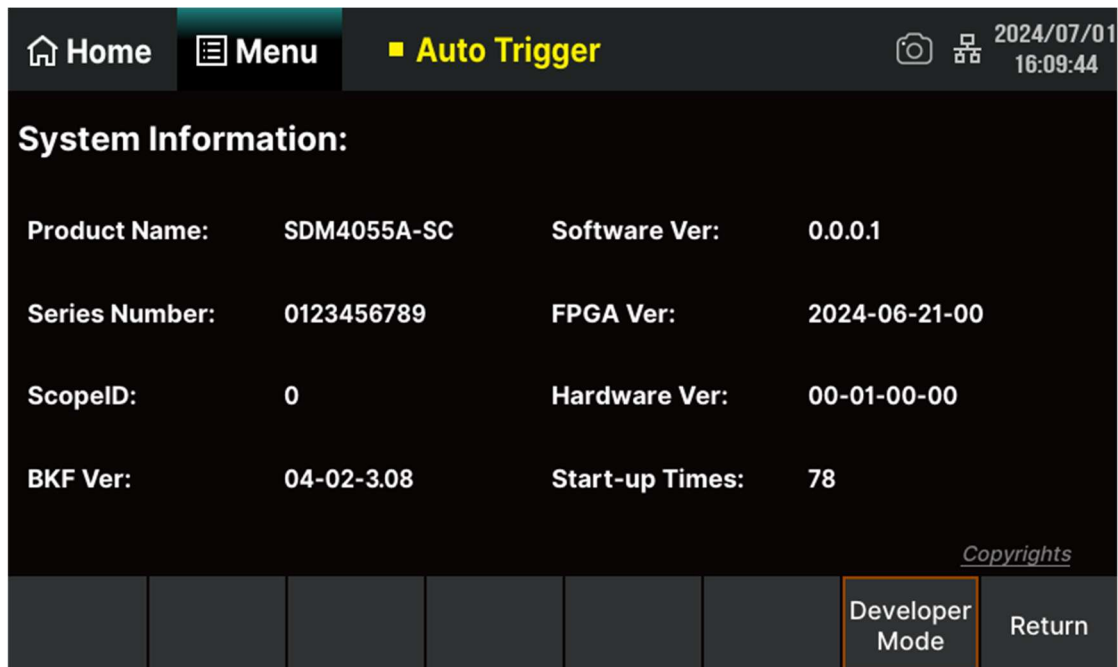 Home
Menu
Auto Trigger
2024/07/01
16:09:44
System Information:
Product Name: SDM4055A-SC Software Ver: 0.0.0.1
Series Number: 0123456789 FPGA Ver: 2024-06-21-00
ScopeID: 0 Hardware Ver: 00-01-00-00
BKF Ver: 04-02-3.08 Start-up Times: 78
Copyrights
Developer
Mode
Return